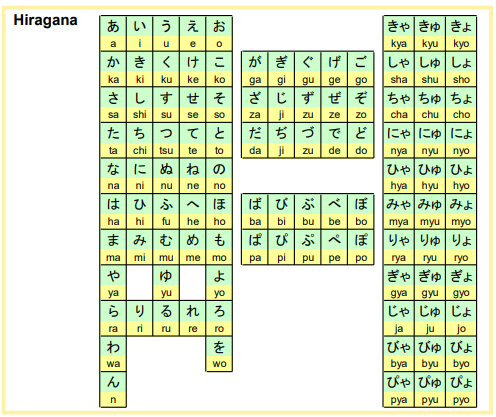 Hiragana
あ い う え お
a i u e o
か き く け こ が ぎ ぐ げ ご
ka ki ku ke ko ga gi gu ge go
さ し す せ そ ざ じ ず ぜ ぞ
sa shi su se so za ji zu ze zo
た ち つ て と だ ぢ づ で ど
ta chi tsu te to da ji zu de do
な に ぬ ね の
na ni nu ne no
は ひ ふ へ ほ ば び ぶ べ ぼ
ha hi fu he ho ba bi bu be bo
ま み む め も ぱ ぴ ぷ ぺ ぽ
ma mi mu me mo pa pi pu pe po
や ゆ よ
ya yu yo
ら り る れ ろ
ra ri ru re ro
わ を
wa wo
ん
n
きゃ きゅ きょ
kya kyu kyo
しゃ しゅ しょ
sha shu sho
ちゃ ちゅ ちょ
cha chu cho
にゃ にゅ にょ
nya nyu nyo
ひゃ ひゅ ひょ
hya hyu hyo
みゃ みゅ みょ
mya myu myo
りゃ りゅ りょ
rya ryu ryo
ぎゃ ぎゅ ぎょ
gya gyu gyo
じゃ じゅ じょ
ja ju jo
びゃ びゅ びょ
bya byu byo
ぴゃ ぴゅ ぴょ
pya pyu pyo